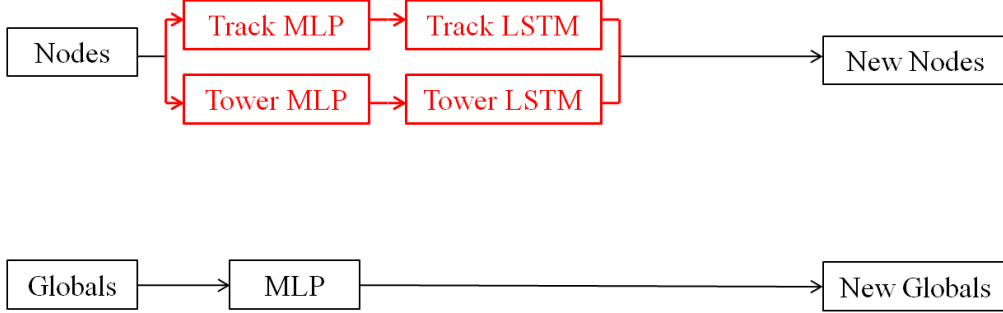 Track MLP
Track LSTM
Nodes
New Nodes
Tower MLP
Tower LSTM
Globals
MLP
New Globals